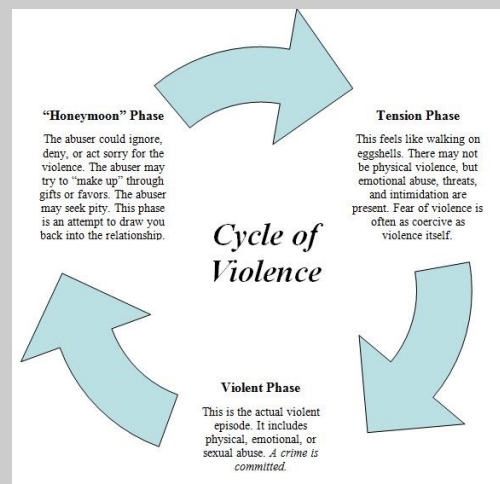 “Honeymoon” Phase
The abuser could ignore,
deny, or act sorry for the
violence. The abuser may
try to “make up” through
gifts or favors. The abuser
may seek pity. This phase
is an attempt to draw you
back into the relationship.
Tension Phase
This feels like walking on
eggshells. There may not
be physical violence, but
emotional abuse, threats,
and intimidation are
present. Fear of violence is
often as coercive as
violence itself.
Cycle of
Violence
Violent Phase
This is the actual violent
episode. It includes
physical, emotional, or
sexual abuse. A crime is
committed.